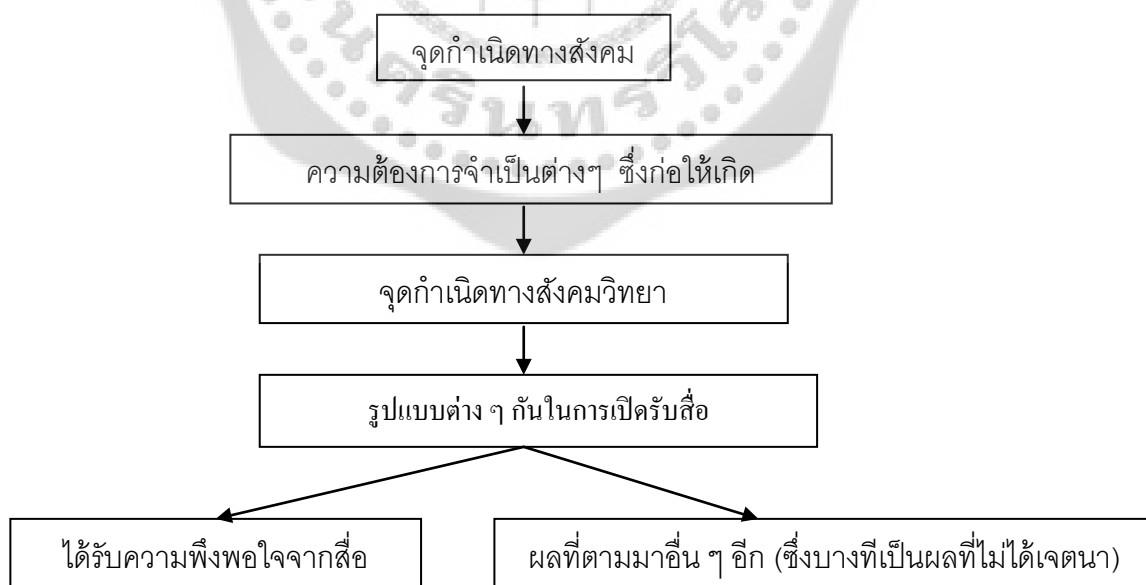 จุดกำเนิดทางสังคม
ความต้องการจำเป็นต่างๆ ซึ่งก่อให้เกิด
จุดกำเนิดทางสังคมวิทยา
รูปแบบต่าง ๆ กันในการเปิดรับสื่อ
ได้รับความพึงพอใจจากสื่อ
ผลที่ตามมาอื่น ๆ อีก (ซึ่งบางทีเป็นผลที่ไม่ได้เจตนา)